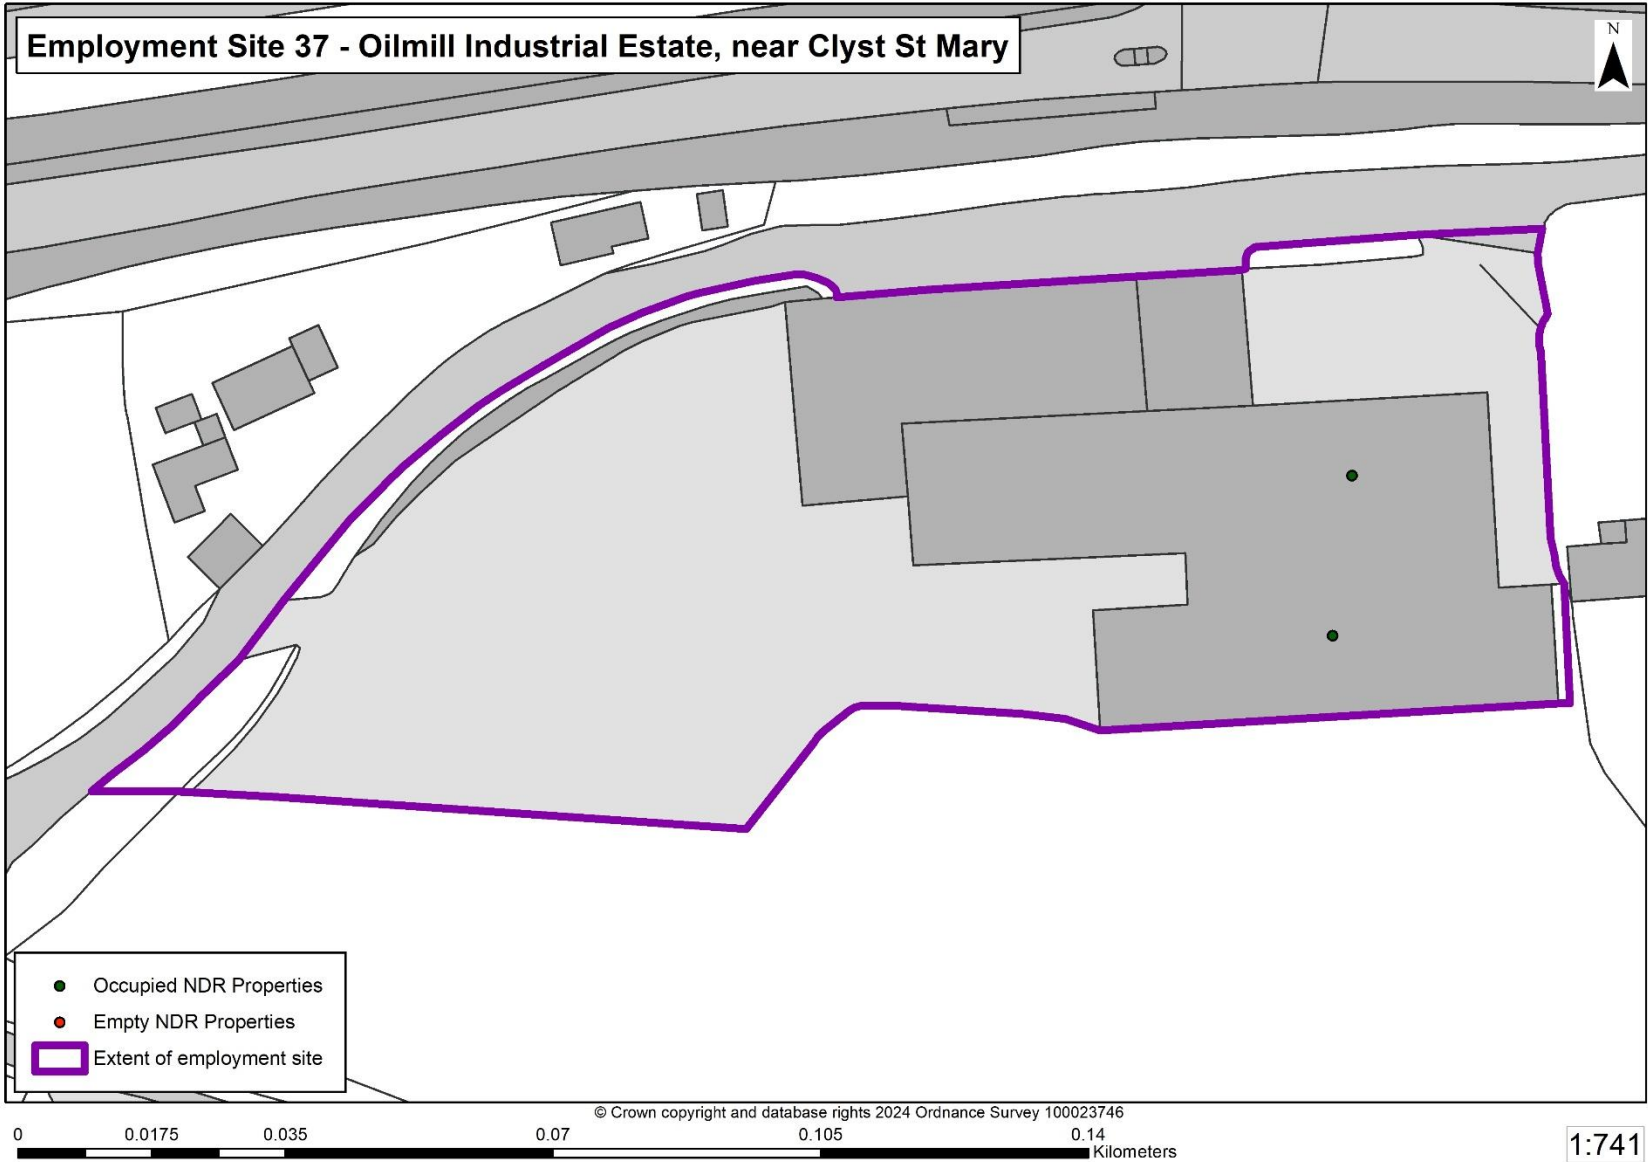 Employment Site 37 - Oilmill Industrial Estate, near Clyst St Mary
N
Occupied NDR Properties
Empty NDR Properties
Extent of employment site
© Crown copyright and database rights 2024 Ordnance Survey 100023746
0 0.0175 0.035 0.07 0.105 0.14
Kilometers
1:741